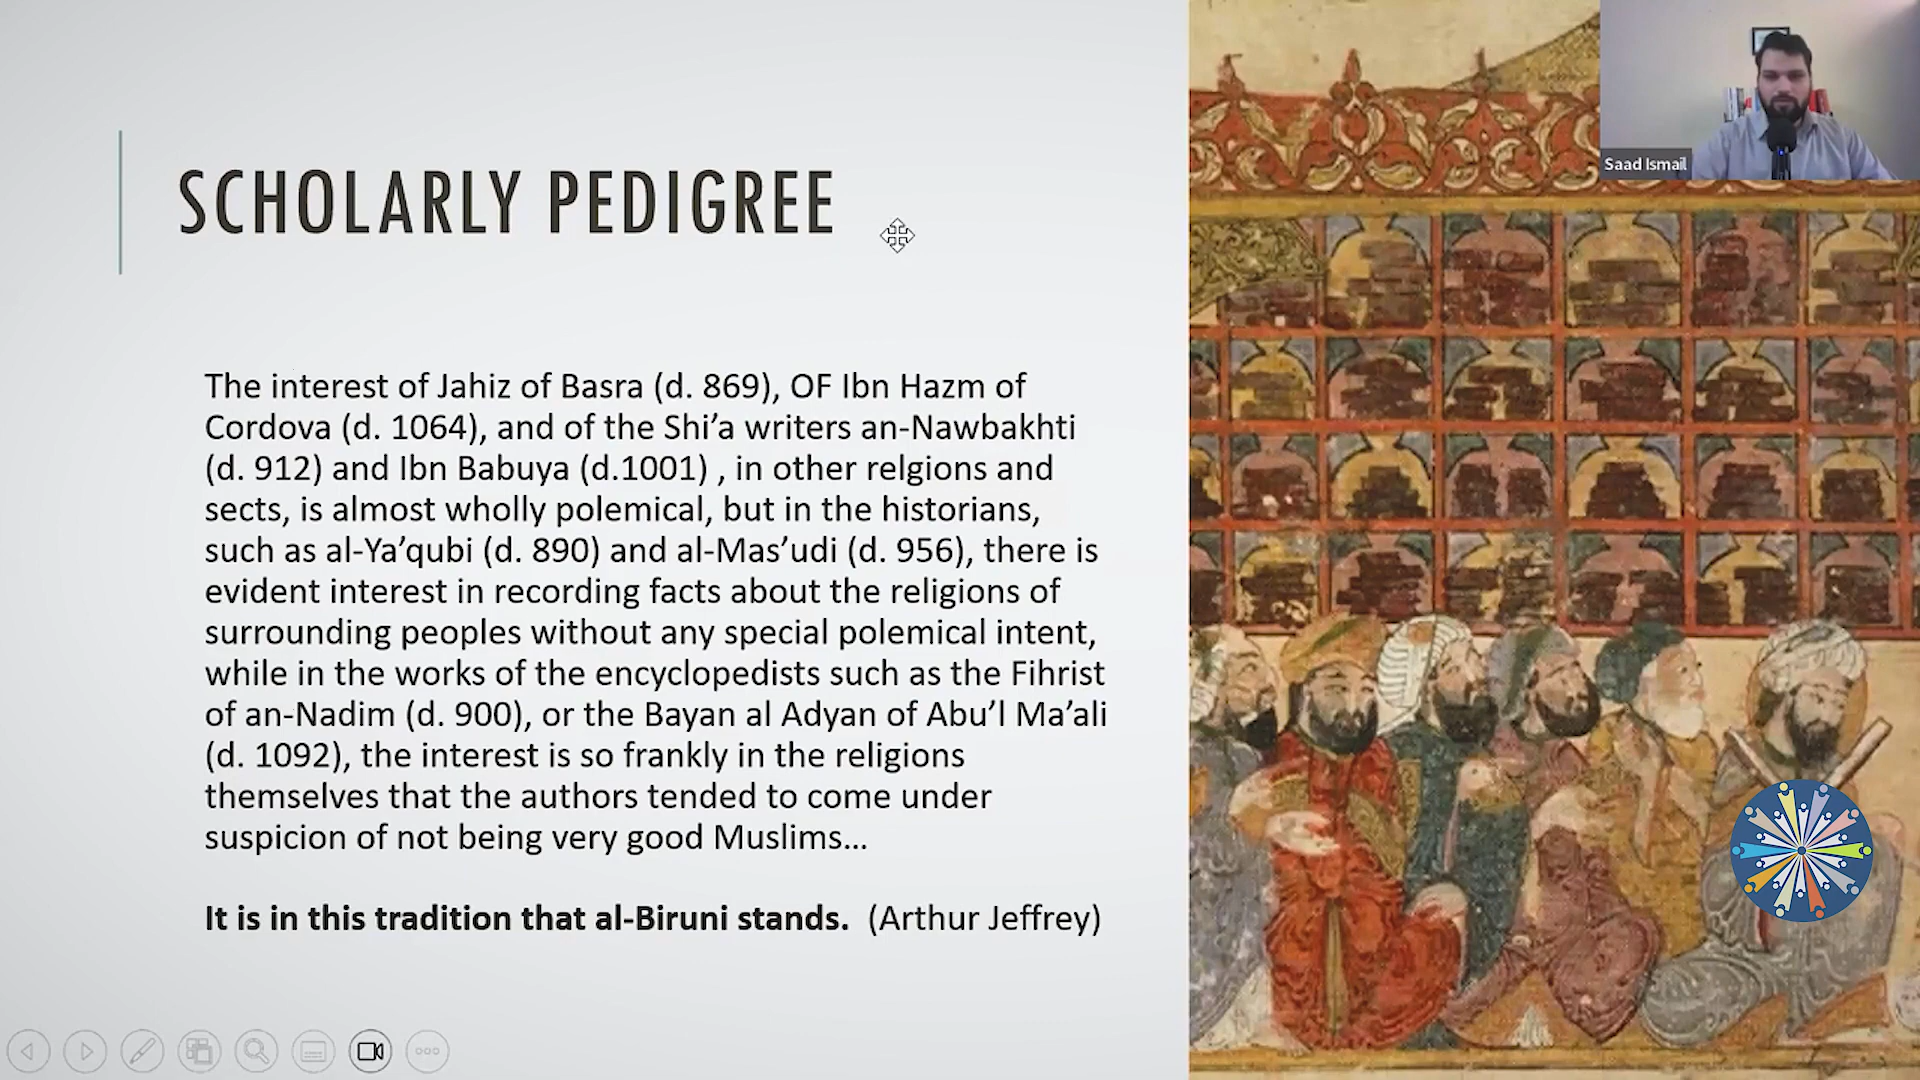 SCHOLARLY PEDIGREE
Saad Ismail
The interest of Jahiz of Basra (d. 869), OF Ibn Hazm of
Cordova (d. 1064), and of the Shi’a writers an-Nawbakhti
(d. 912) and Ibn Babuya (d.1001) , in other relgions and
sects, is almost wholly polemical, but in the historians,
such as al-Ya’qubi (d. 890) and al-Mas’udi (d. 956), there is
evident interest in recording facts about the religions of
surrounding peoples without any special polemical intent,
while in the works of the encyclopedists such as the Fihrist
of an-Nadim (d. 900), or the Bayan al Adyan of Abu’l Ma’ali
(d. 1092), the interest is so frankly in the religions
themselves that the authors tended to come under
suspicion of not being very good Muslims...
It is in this tradition that al-Biruni stands. (Arthur Jeffrey)